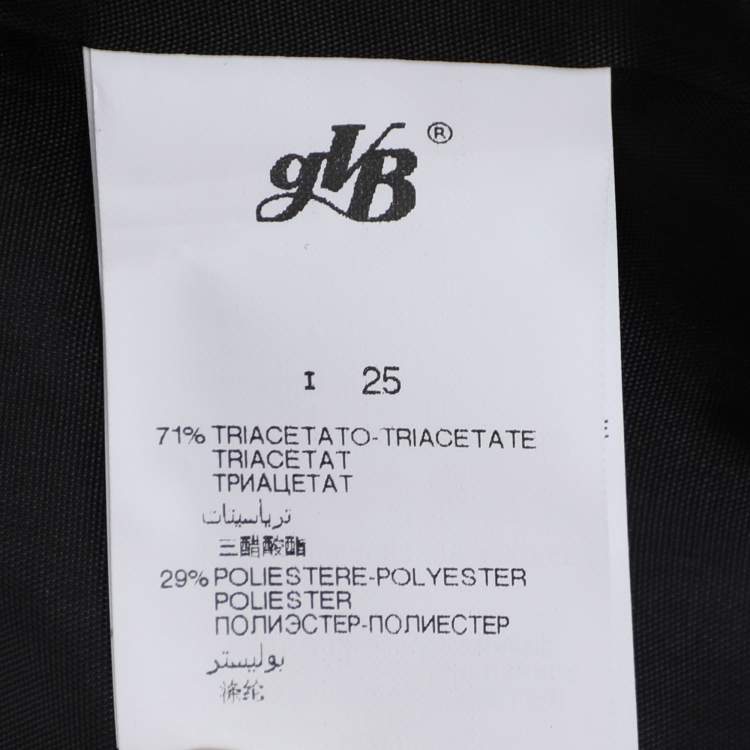 gVB ®
I 25
71% TRIACETATO-TRIACETATE
TRIACETAT
ТРИАЦЕТАТ
ترياسيتات
三醋酸酯
29% POLIESTERE-POLYESTER
POLIESTER
ПОЛИЭСТЕР-ПОЛИЕСТЕР
بوليستر
涤纶